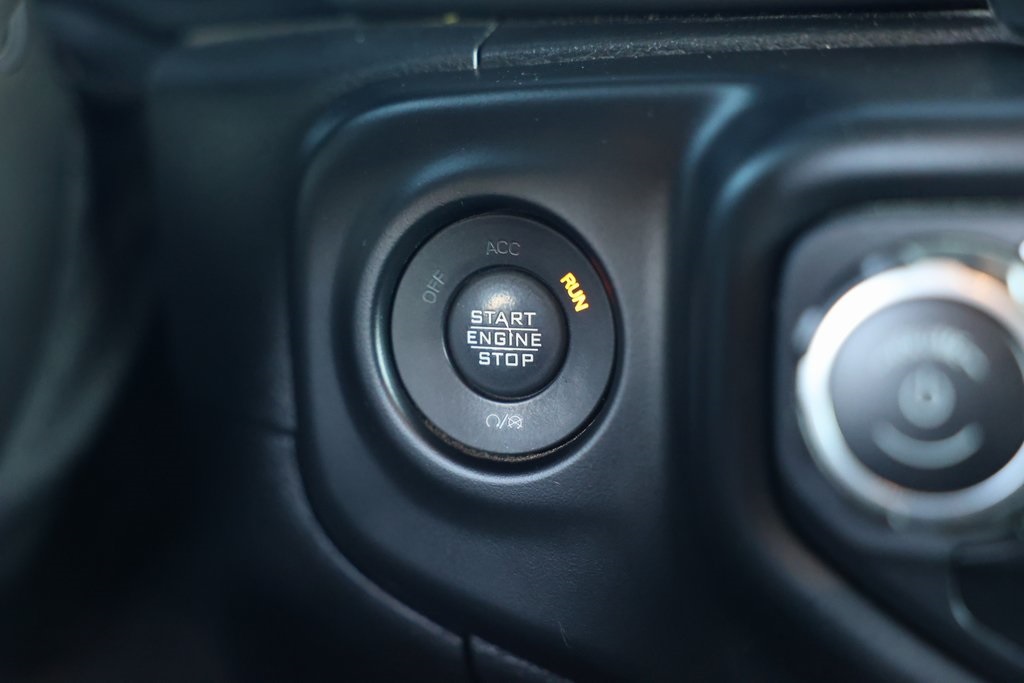 ACC
OFF
RUN
START
ENGINE
STOP